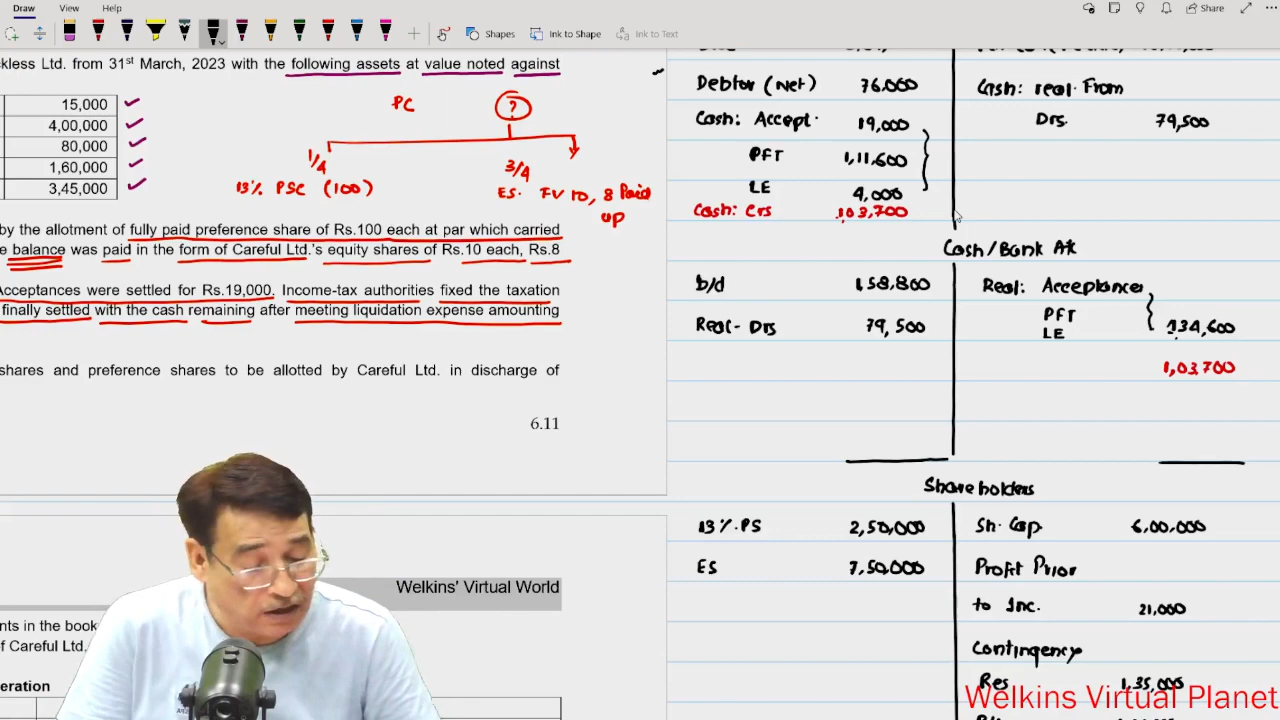 Draw View Help
Share
Shapes Ink to Shape Ink to Text
ckless Ltd. from 31st March, 2023 with the following assets at value noted against
15,000
4,00,000
80,000
1,60,000
3,45,000
PC ?
1/4 3/4
13% PSC (100) ES. FV 10, 8 Paid
up
by the allotment of fully paid preference share of Rs.100 each at par which carried
e balance was paid in the form of Careful Ltd.'s equity shares of Rs.10 each, Rs.8
Acceptances were settled for Rs.19,000. Income-tax authorities fixed the taxation
finally settled with the cash remaining after meeting liquidation expense amounting
shares and preference shares to be allotted by Careful Ltd. in discharge of
6.11
Welkins' Virtual World
nts in the book
of Careful Ltd.
eration
Debtor (Net) 76,000 Cash: real. From
Cash: Accept. 19,000 Drs. 79,500
PFT 1,11,600
LE 4,000
Cash: Crs 1,03,700
Cash/Bank A/c
b/d 1,58,800 Real: Acceptance
PFT
Real- Drs 79,500 LE 1,34,600
1,03,700
Shareholders
13% PS 2,50,000 Sh. Cap 6,00,000
ES 7,50,000 Profit Prior
to Inc. 21,000
Contingency
Res 1,35,000
Welkins Virtual Planet